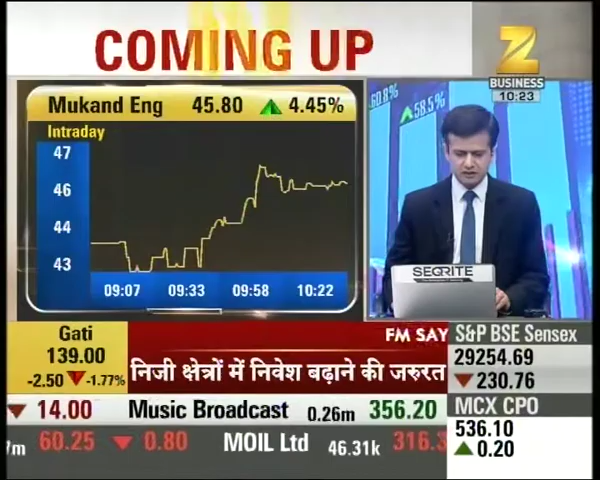 COMING UP
Z
BUSINESS
10:23
Mukand Eng 45.80 4.45%
Intraday
47
46
44
43
09:07 09:33 09:58 10:22
60.8%
58.5%
SEQRITE
Gati
139.00
-2.50 -1.77%
FM SAY
निजी क्षेत्रों में निवेश बढ़ाने की जरुरत
S&P BSE Sensex
29254.69
230.76
MCX CPO
536.10
0.20
14.00 Music Broadcast 0.26m 356.20
7m 60.25 0.80 MOIL Ltd 46.31k 316.3